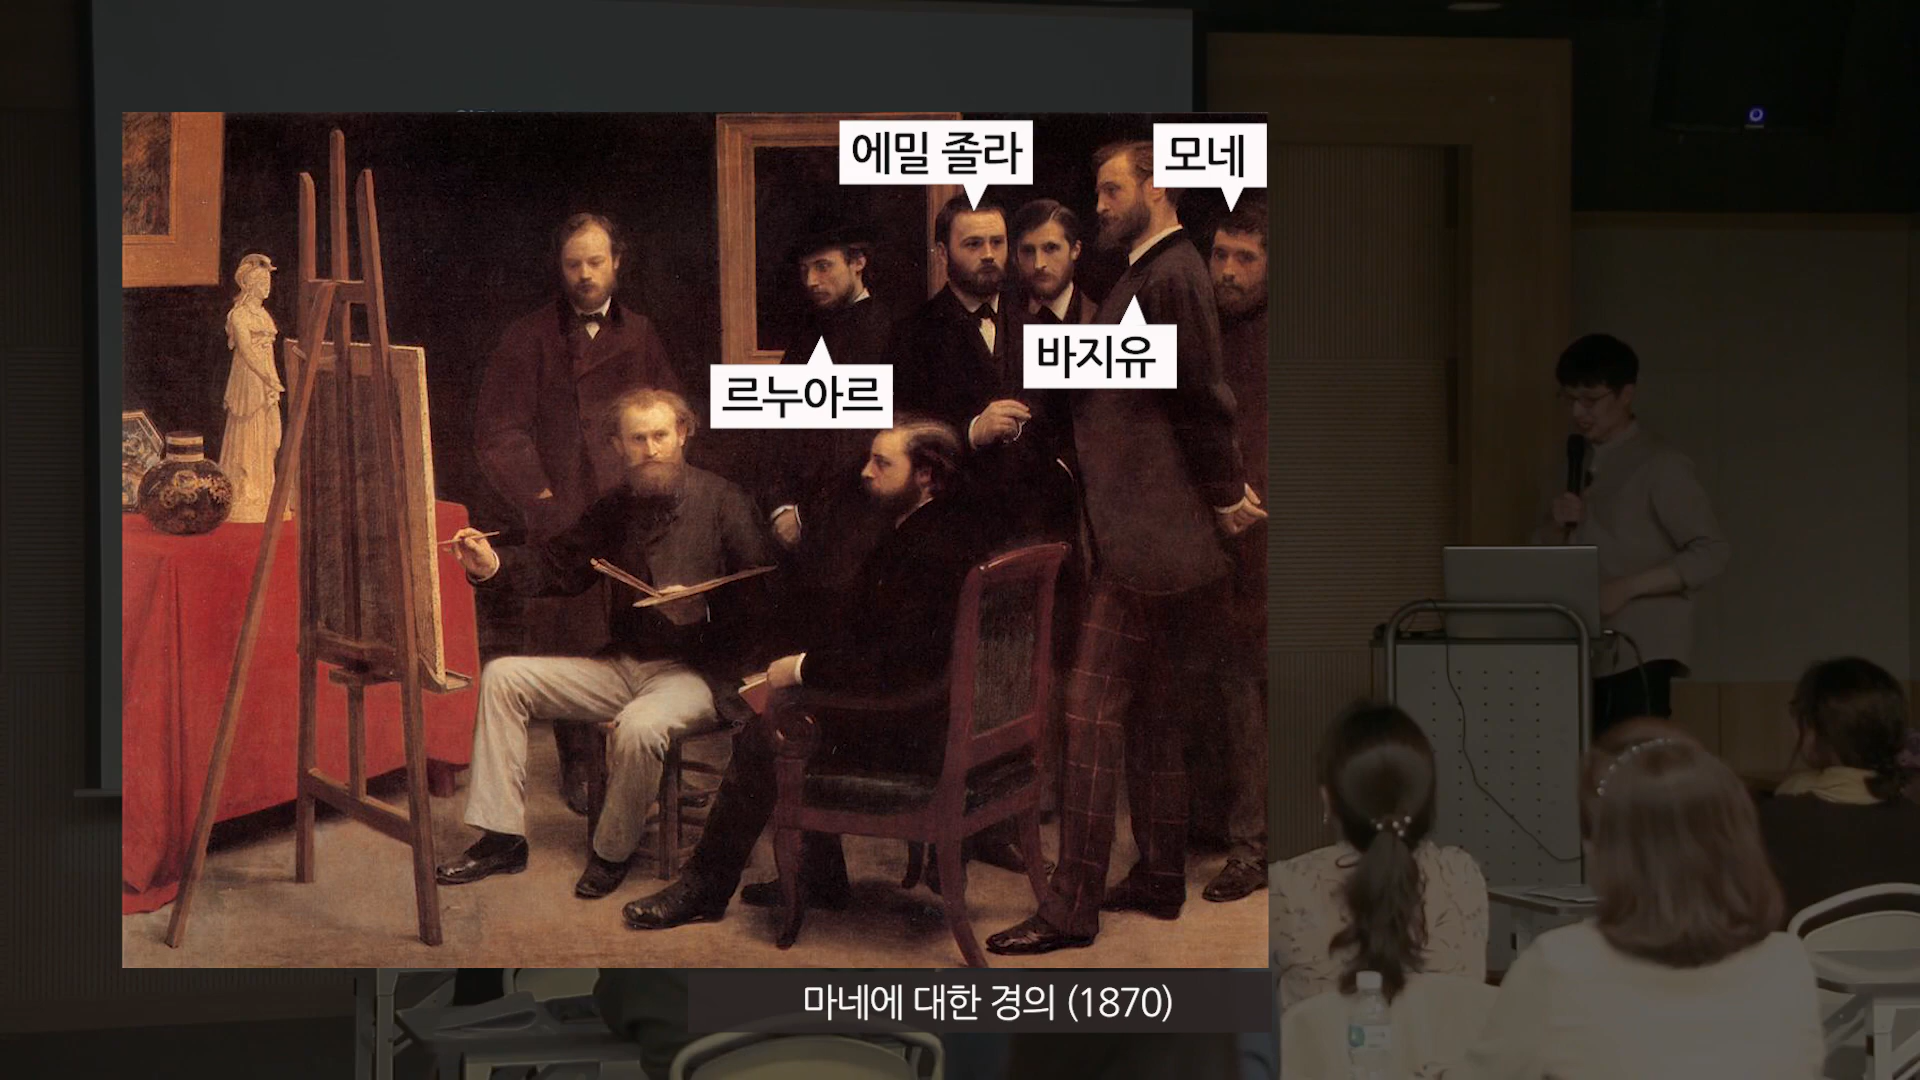 에밀 졸라
모네
바지유
르누아르
마네에 대한 경의 (1870)